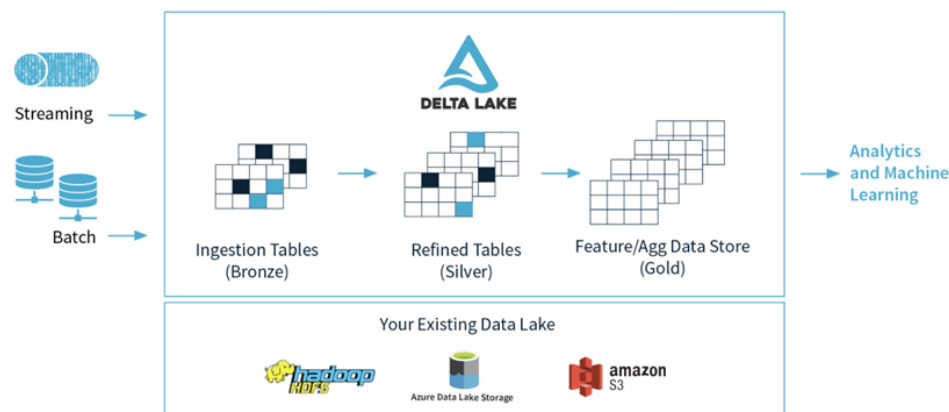 Streaming
Batch
DELTA LAKE
Ingestion Tables
(Bronze)
Refined Tables
(Silver)
Feature/Agg Data Store
(Gold)
Analytics
and Machine
Learning
Your Existing Data Lake
hadoop
HDFS
Azure Data Lake Storage
amazon
S3